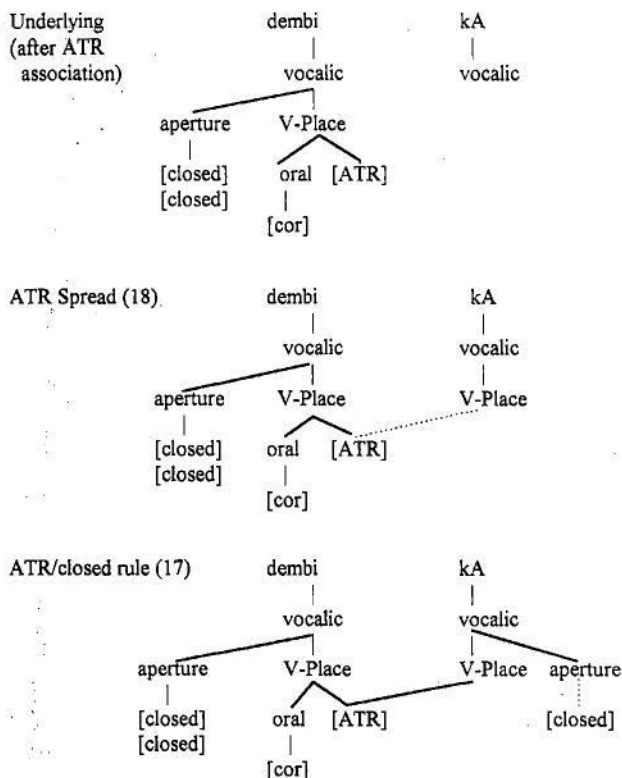 Underlying dembi kA
(after ATR
association) vocalic vocalic
aperture V-Place
[closed] oral [ATR]
[closed]
[cor]
ATR Spread (18) dembi kA
vocalic vocalic
aperture V-Place V-Place
[closed] oral [ATR]
[closed]
[cor]
ATR/closed rule (17) dembi kA
vocalic vocalic
aperture V-Place V-Place aperture
[closed] oral [ATR] [closed]
[closed]
[cor]